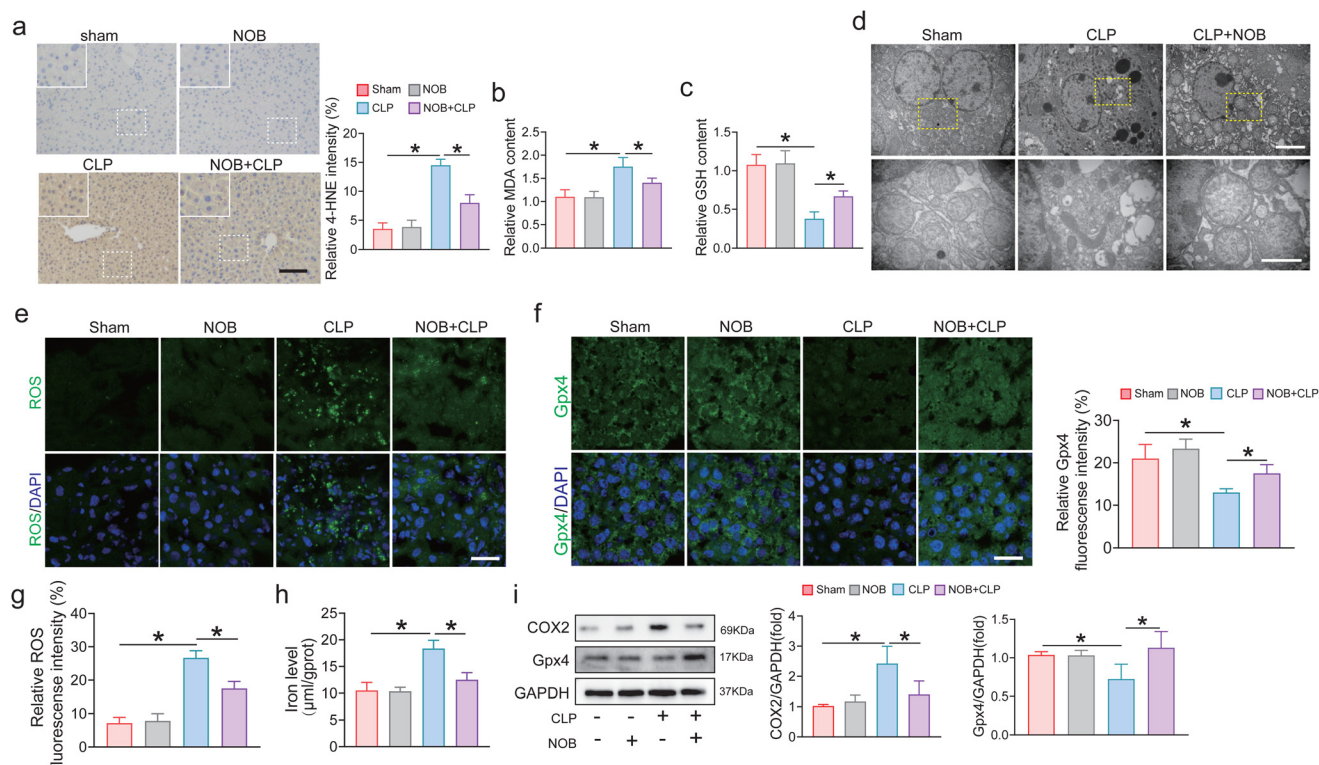 a
sham NOB
CLP NOB+CLP
Relative 4-HNE intensity (%)
Sham NOB
CLP NOB+CLP
20
15
10
5
0
* *
b
Relative MDA content
2.5
2.0
1.5
1.0
0.5
0.0
* *
c
Relative GSH content
2.0
1.5
1.0
0.5
0.0
*
*
d
Sham CLP CLP+NOB
e
Sham NOB CLP NOB+CLP
ROS
ROS/DAPI
f
Sham NOB CLP NOB+CLP
Gpx4
Gpx4/DAPI
Relative Gpx4
fluorescense intensity (%)
Sham NOB CLP NOB+CLP
30
20
10
0
*
*
g
Relative ROS
fuorescense intensity (%)
40
30
20
10
0
* *
h
Iron level
(μml/gprot)
25
20
15
10
5
0
* *
i
COX2 69KDa
Gpx4 17KDa
GAPDH 37KDa
CLP - - + +
NOB - + - +
Sham NOB CLP NOB+CLP
COX2/GAPDH(fold)
4
3
2
1
0
* *
Gpx4/GAPDH(fold)
1.5
1.0
0.5
0.0
* *